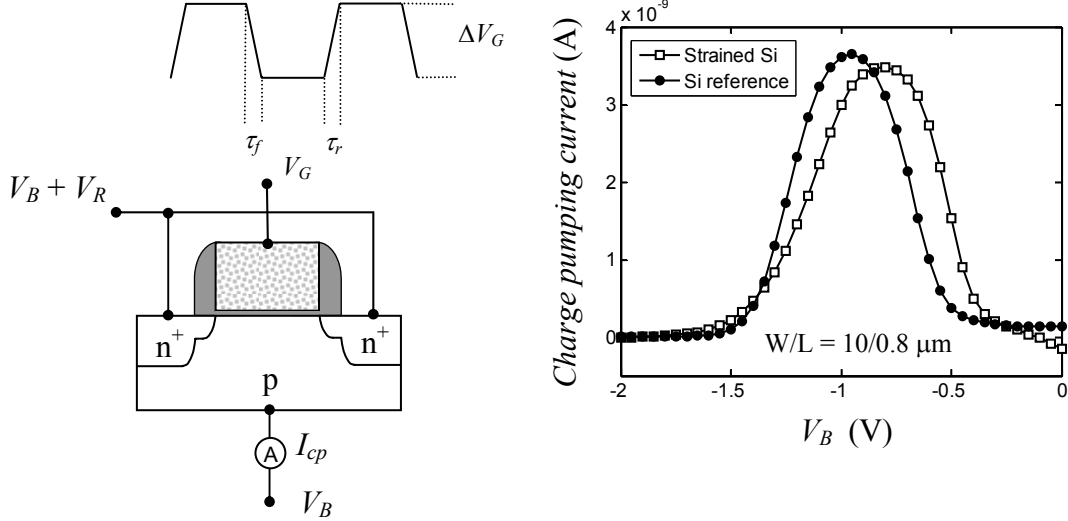 ΔV_G
τ_f
τ_r
V_G
V_B + V_R
n⁺
n⁺
p
A
I_cp
V_B
x 10⁻⁹
4
3
2
1
0
Charge pumping current (A)
Strained Si
Si reference
W/L = 10/0.8 μm
-2
-1.5
-1
-0.5
0
V_B (V)